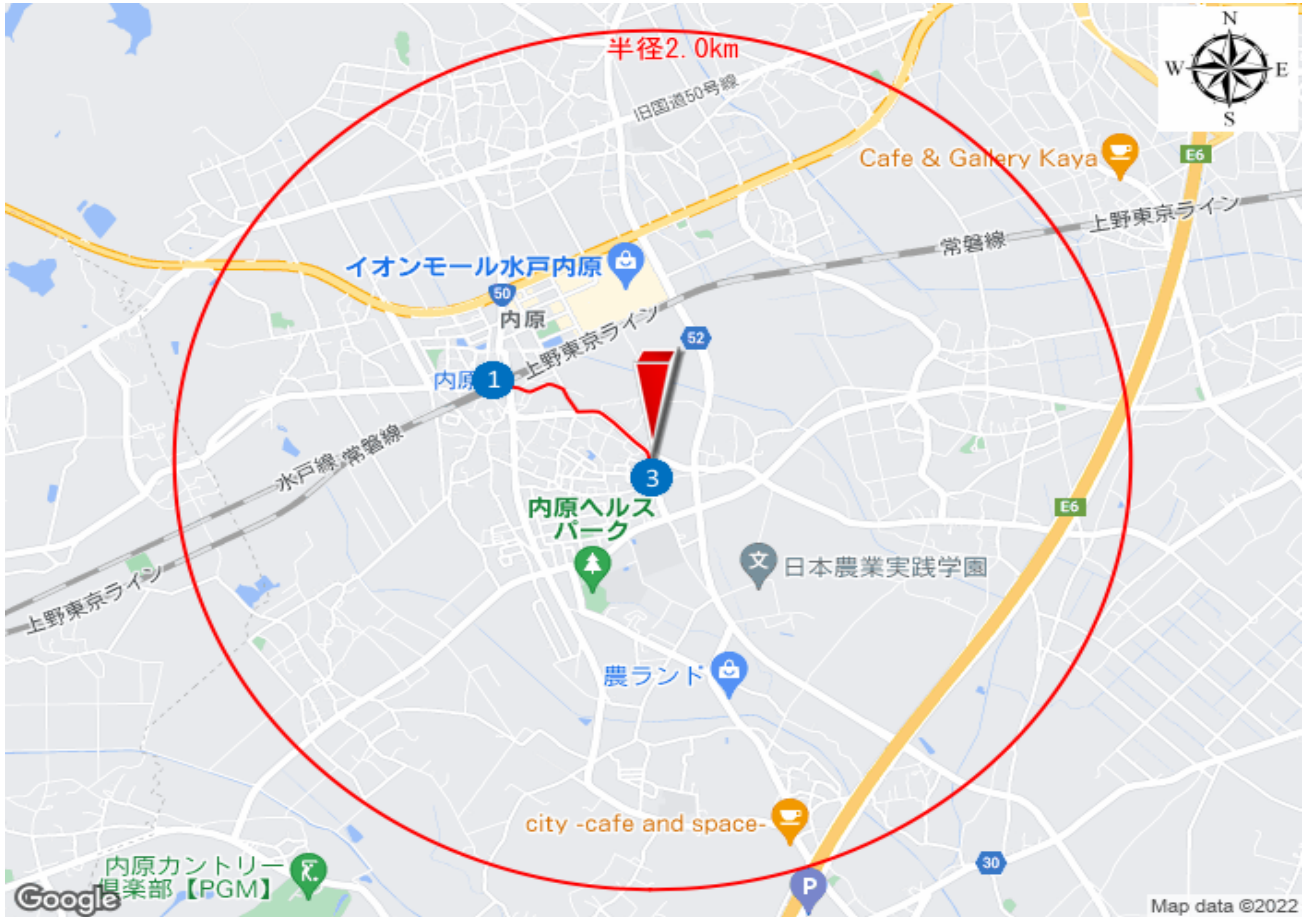 半径2.0km
N
W
E
S
旧国道50号線
Cafe & Gallery Kaya
E6
上野東京ライン
常磐線
イオンモール水戸内原
50
内原
上野東京ライン
52
内原
1
水戸線
常磐線
3
内原ヘルス
パーク
E6
文
日本農業実践学園
上野東京ライン
農ランド
city -cafe and space-
30
内原カントリー
倶楽部【PGM】
P
Google
Map data ©2022